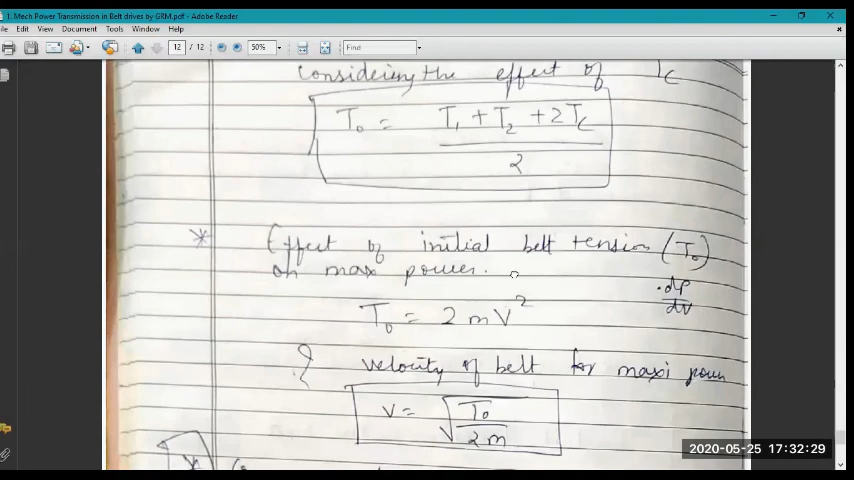 1. Mech Power Transmission in Belt drives by GRM.pdf - Adobe Reader
File Edit View Document Tools Window Help
12 / 12 50% Find
Considering the effect of Tc
T₀ = T₁ + T₂ + 2Tc / 2
* Effect of initial belt tension (T₀)
on max power.
dP/dv
T₀ = 2 m V²
& velocity of belt for maxi power
V = √(T₀ / 2m)
2020-05-25 17:32:29